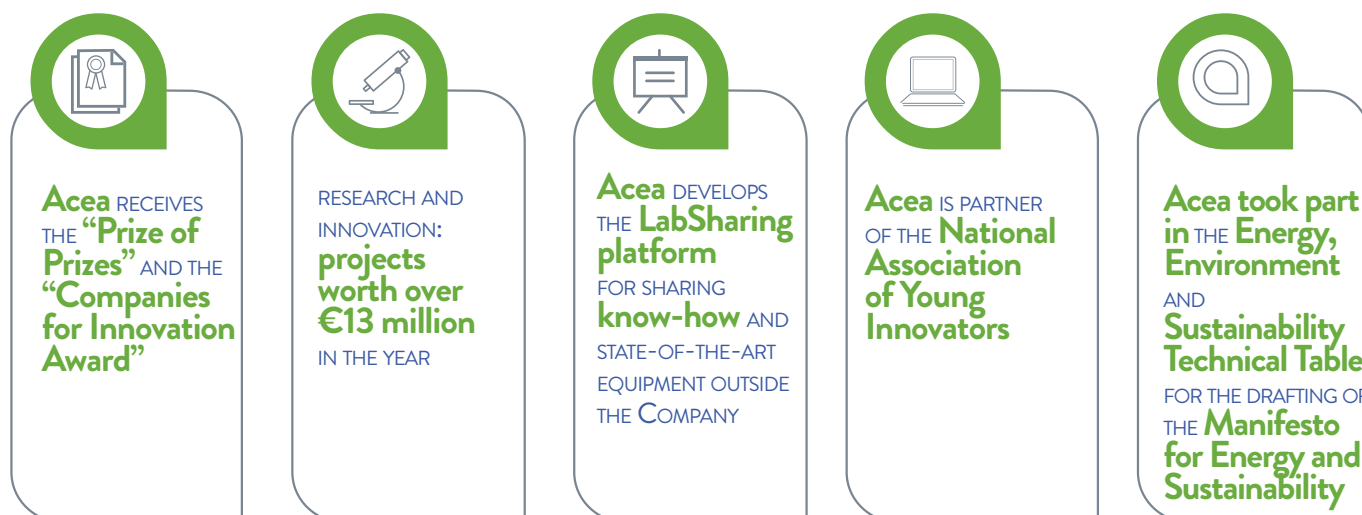 Acea RECEIVES
THE “Prize of
Prizes” AND THE
“Companies
for Innovation
Award”
RESEARCH AND
INNOVATION:
projects
worth over
€13 million
IN THE YEAR
Acea DEVELOPS
THE LabSharing
platform
FOR SHARING
know-how AND
STATE-OF-THE-ART
EQUIPMENT OUTSIDE
THE COMPANY
Acea IS PARTNER
OF THE National
Association
of Young
Innovators
Acea took part
in THE Energy,
Environment
AND
Sustainability
Technical Table
FOR THE DRAFTING OF
THE Manifesto
for Energy and
Sustainability